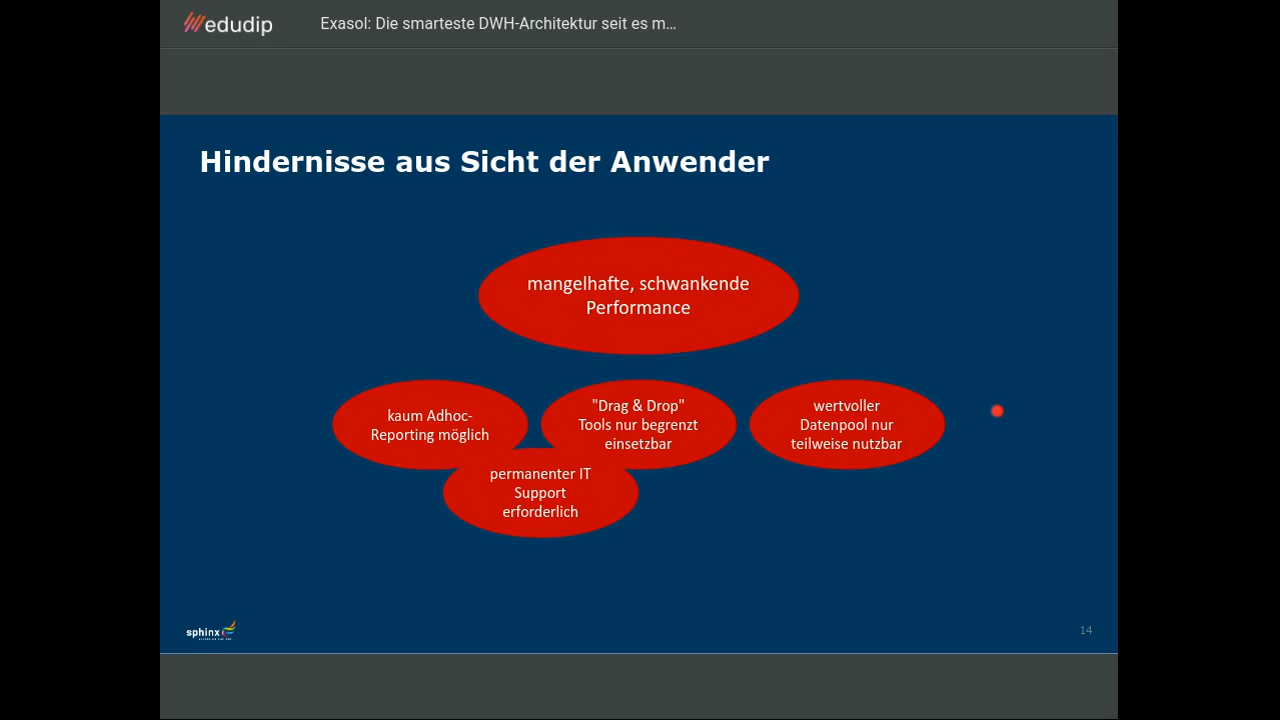 edudip
Exasol: Die smarteste DWH-Architektur seit es m...
Hindernisse aus Sicht der Anwender
mangelhafte, schwankende
Performance
kaum Adhoc-
Reporting möglich
"Drag & Drop"
Tools nur begrenzt
einsetzbar
wertvoller
Datenpool nur
teilweise nutzbar
permanenter IT
Support
erforderlich
sphinx
14